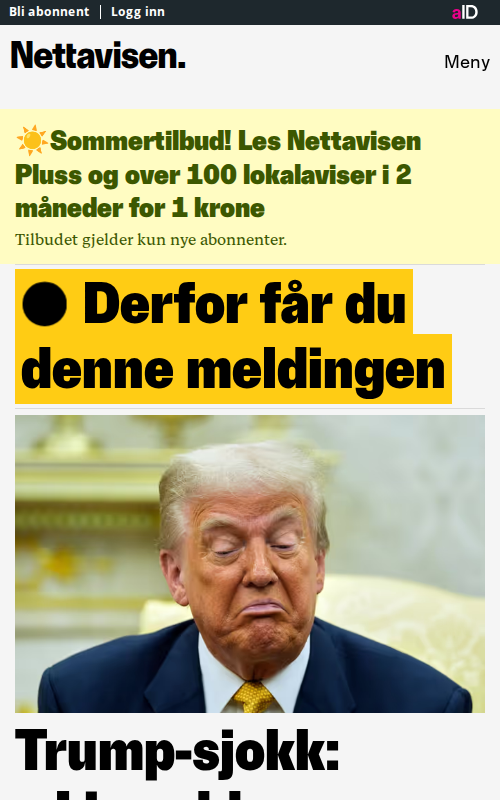 Bli abonnent | Logg inn
aID
Nettavisen.
Meny
☀️Sommertilbud! Les Nettavisen
Pluss og over 100 lokalaviser i 2
måneder for 1 krone
Tilbudet gjelder kun nye abonnenter.
● Derfor får du
denne meldingen
Trump-sjokk: